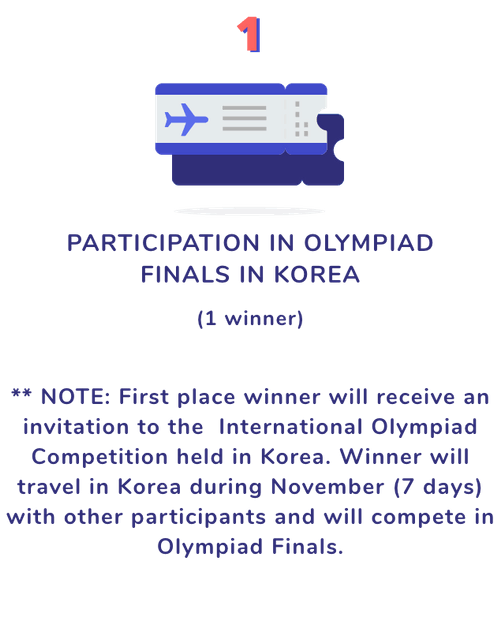 1
PARTICIPATION IN OLYMPIAD
FINALS IN KOREA
(1 winner)
** NOTE: First place winner will receive an
invitation to the  International Olympiad
Competition held in Korea. Winner will
travel in Korea during November (7 days)
with other participants and will compete in
Olympiad Finals.